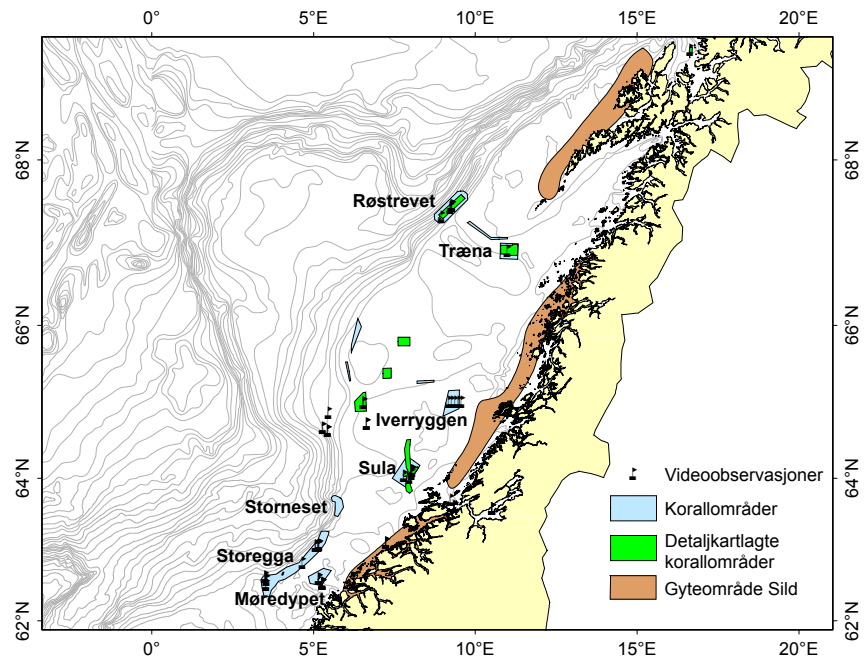 0° 5°E 10°E 15°E 20°E
68°N 68°N
Røstrevet
Træna
66°N 66°N
Iverryggen
Sula
64°N 64°N
Videoobservasjoner
Storneset
Korallområder
Storegga
Detaljkartlagte
korallområder
Gyteområde Sild
Møredypet
62°N 62°N
0° 5°E 10°E 15°E 20°E